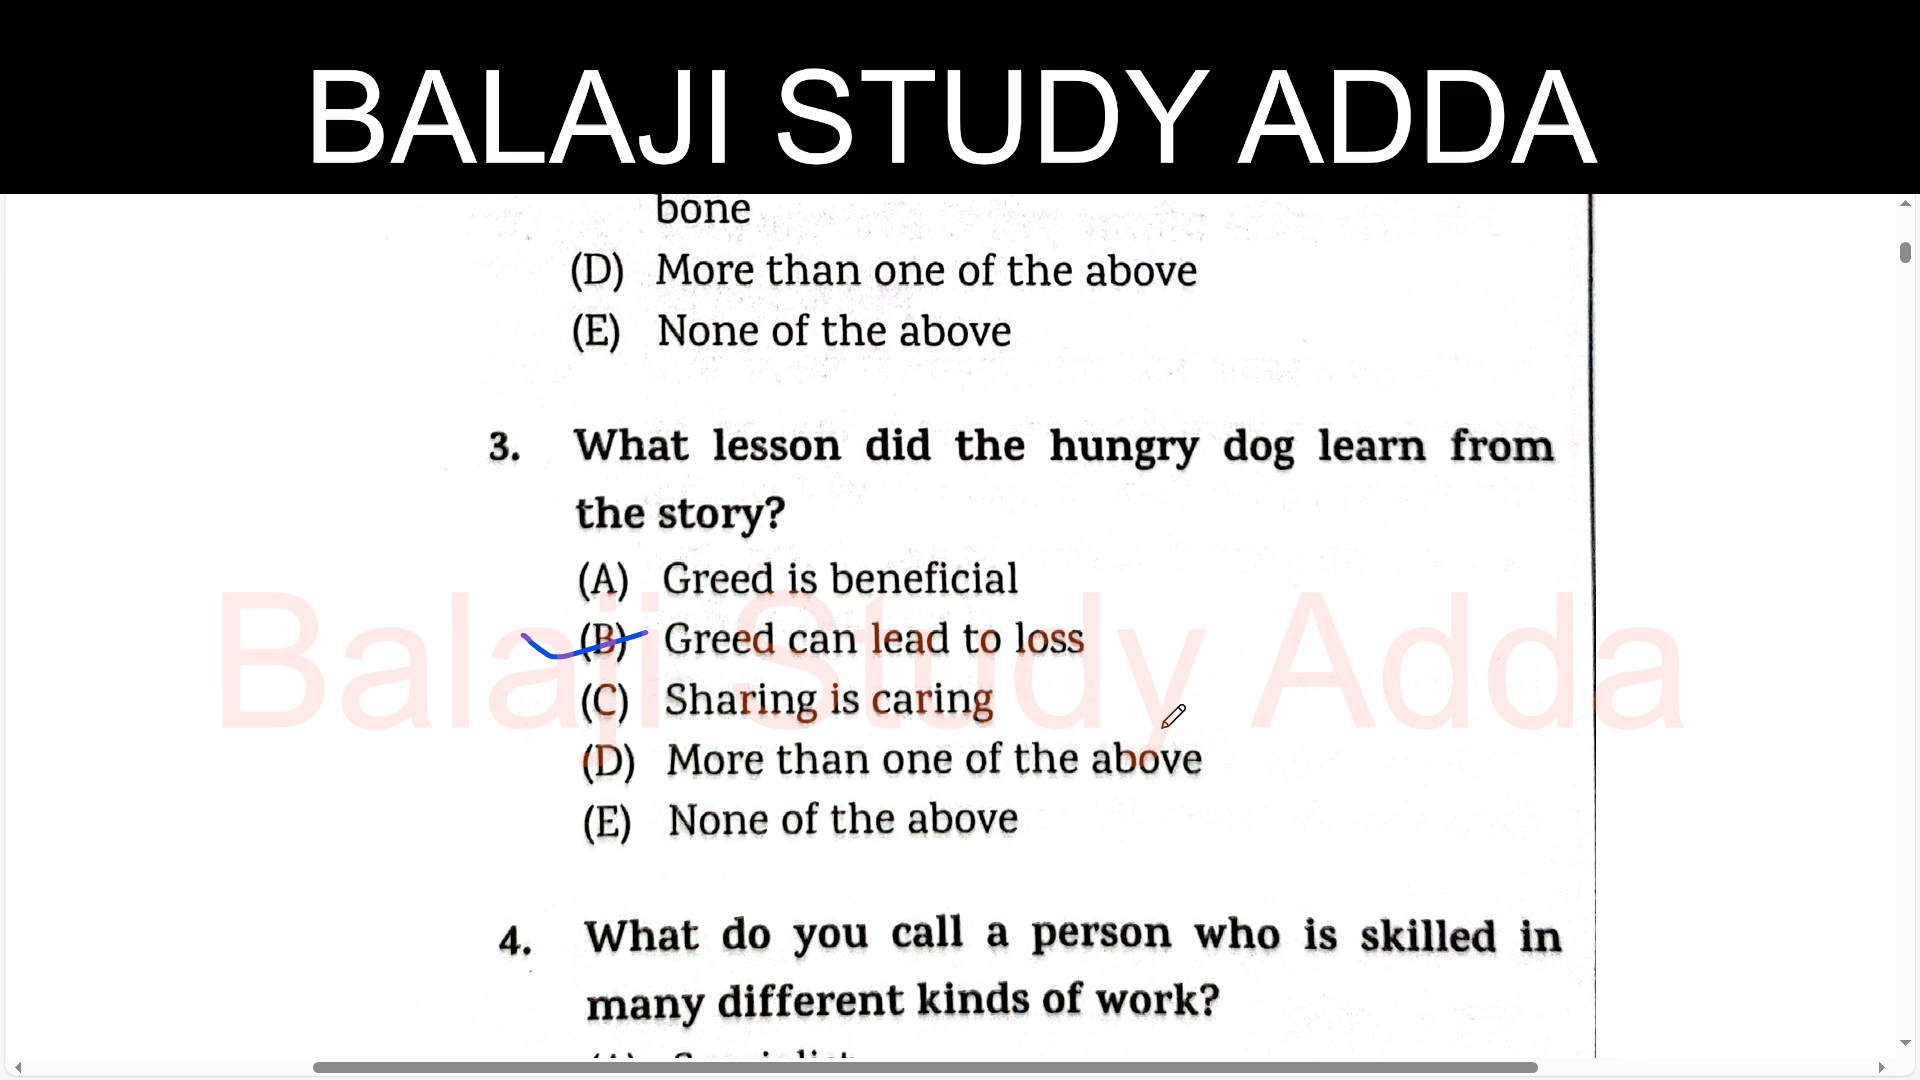 BALAJI STUDY ADDA
bone
(D) More than one of the above
(E) None of the above
3. What lesson did the hungry dog learn from
the story?
(A) Greed is beneficial
(B) Greed can lead to loss
(C) Sharing is caring
(D) More than one of the above
(E) None of the above
Balaji Study Adda
4. What do you call a person who is skilled in
many different kinds of work?